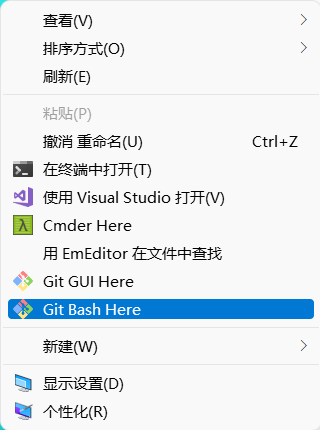 查看(V)
排序方式(O)
刷新(E)
粘贴(P)
撤消 重命名(U) Ctrl+Z
在终端中打开(T)
使用 Visual Studio 打开(V)
Cmder Here
用 EmEditor 在文件中查找
Git GUI Here
Git Bash Here
新建(W)
显示设置(D)
个性化(R)